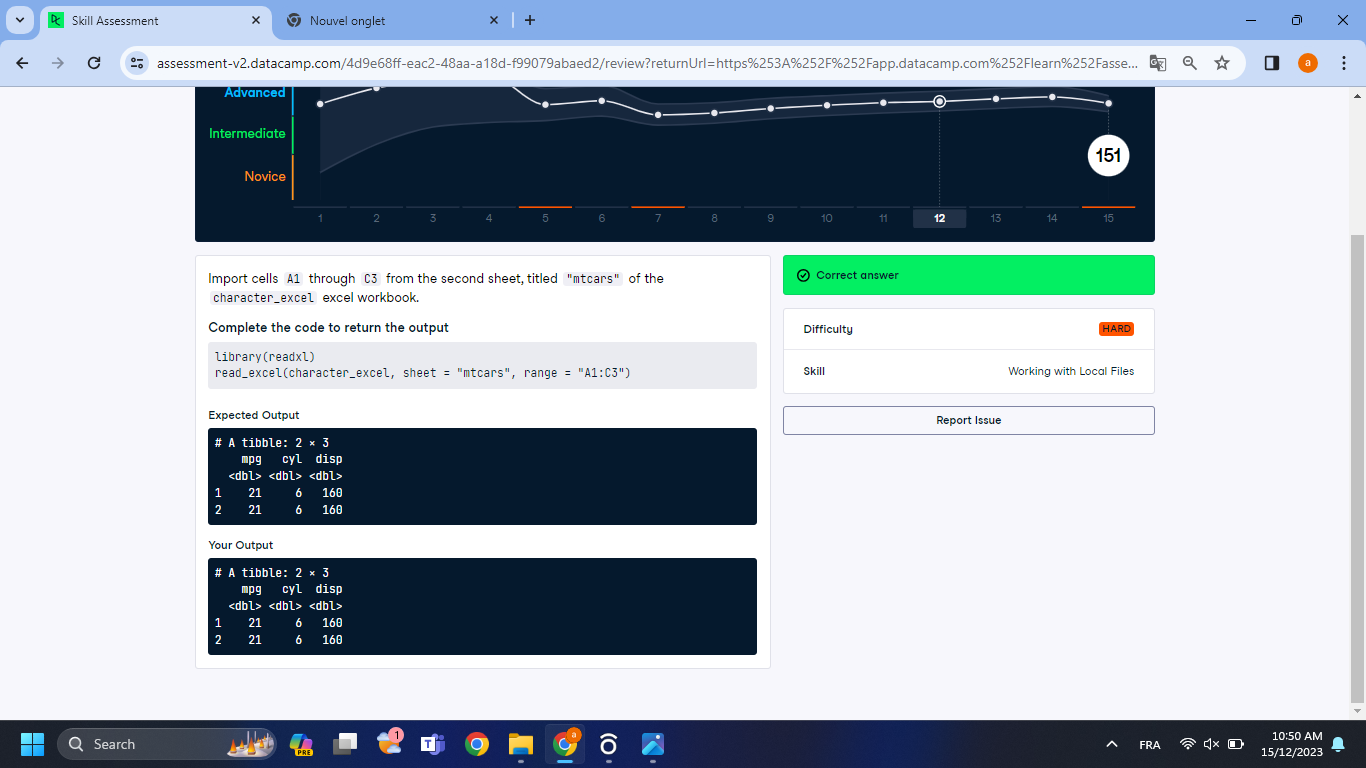 Skill Assessment
Nouvel onglet
assessment-v2.datacamp.com/4d9e68ff-eac2-48aa-a18d-f99079abaed2/review?returnUrl=https%253A%252F%252Fapp.datacamp.com%252Flearn%252Fasse...
a
Advanced
Intermediate
Novice
151
1 2 3 4 5 6 7 8 9 10 11 12 13 14 15
Import cells A1 through C3 from the second sheet, titled "mtcars" of the
character_excel excel workbook.
Complete the code to return the output
library(readxl)
read_excel(character_excel, sheet = "mtcars", range = "A1:C3")
Expected Output
# A tibble: 2 × 3
mpg cyl disp
<dbl> <dbl> <dbl>
1 21 6 160
2 21 6 160
Your Output
# A tibble: 2 × 3
mpg cyl disp
<dbl> <dbl> <dbl>
1 21 6 160
2 21 6 160
Correct answer
Difficulty HARD
Skill Working with Local Files
Report Issue
Search
PRE
1
a
FRA
10:50 AM
15/12/2023